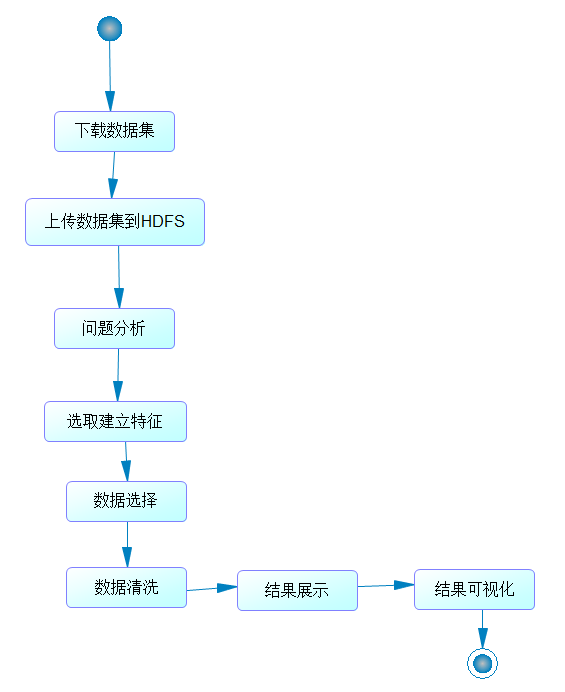 下载数据集
上传数据集到HDFS
问题分析
选取建立特征
数据选择
数据清洗
结果展示
结果可视化